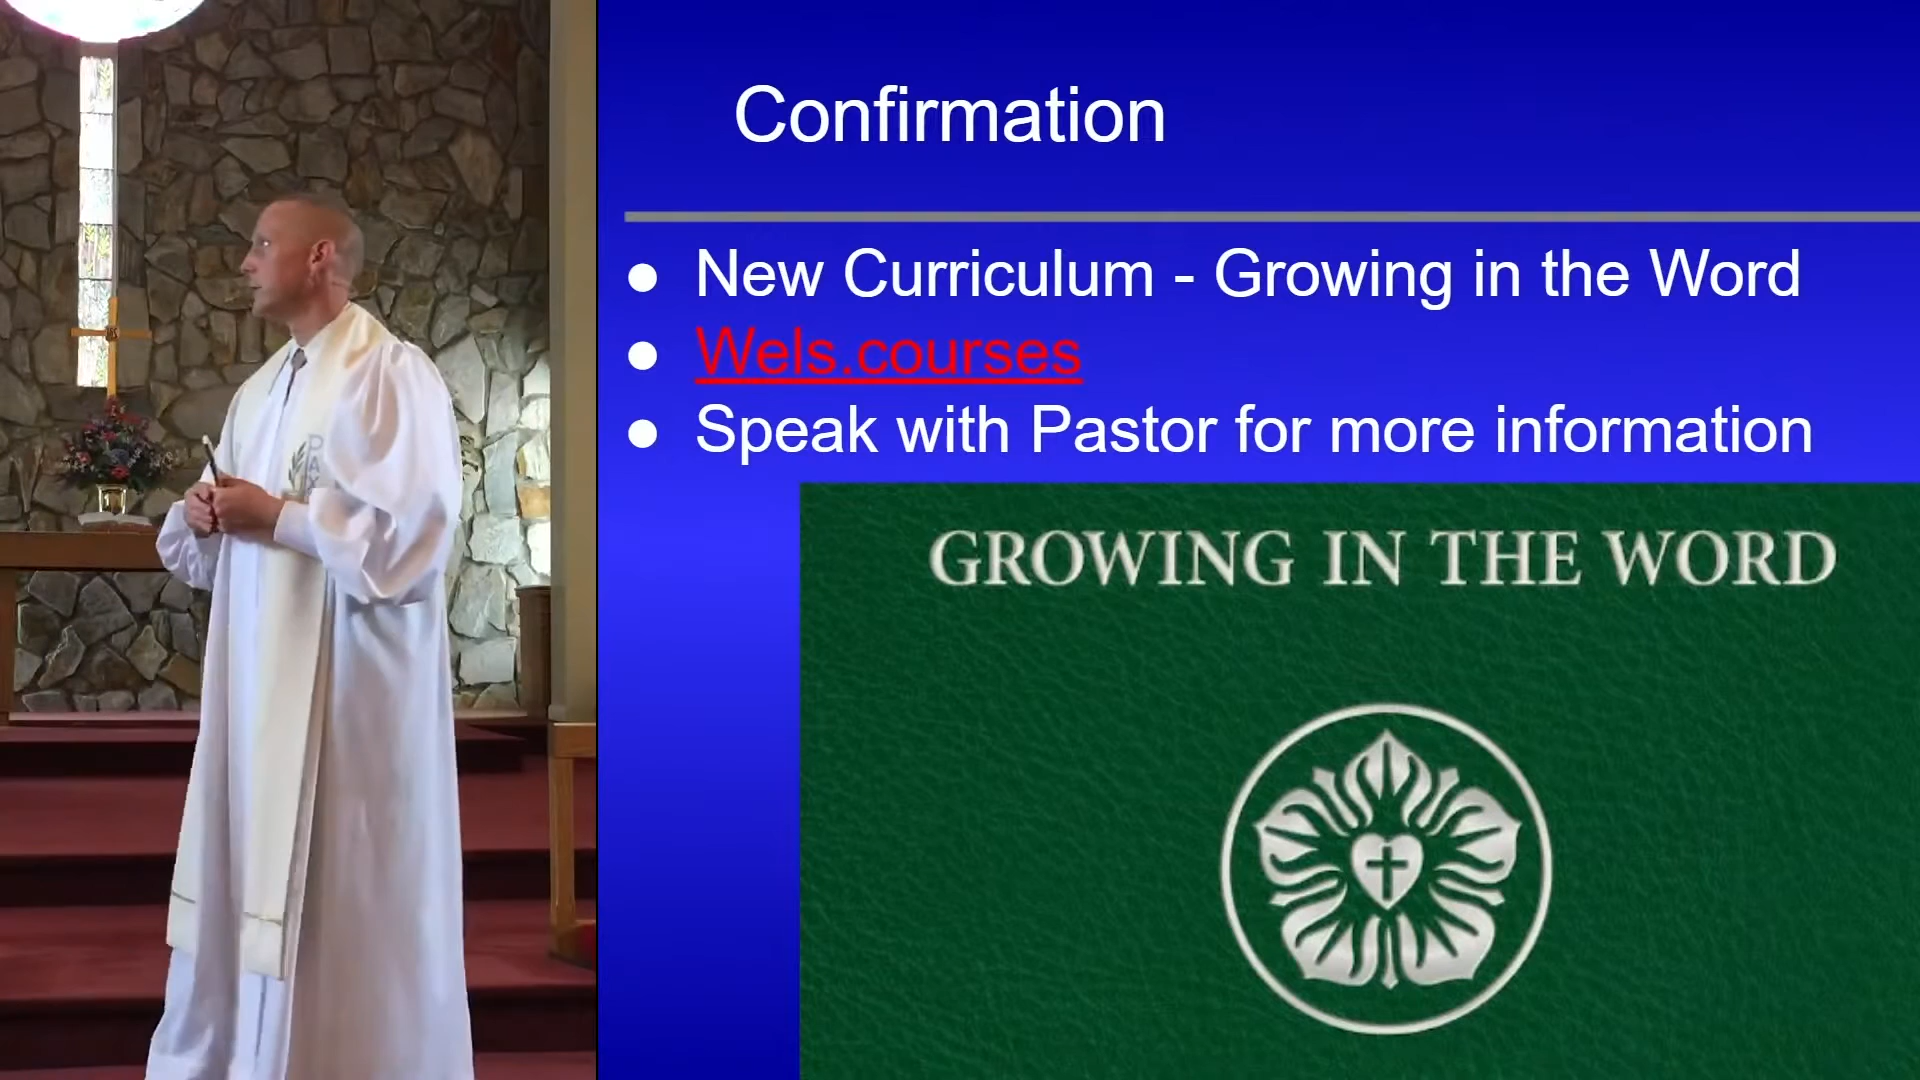 Confirmation
New Curriculum - Growing in the Word
Wels.courses
Speak with Pastor for more information
GROWING IN THE WORD